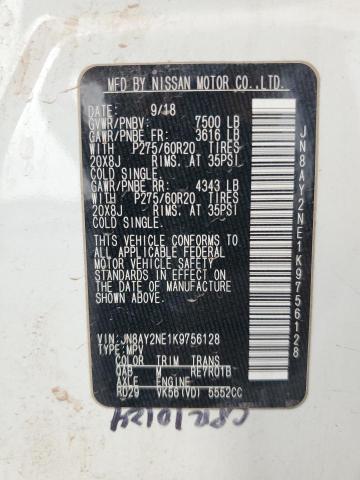 MFD BY NISSAN MOTOR CO.,LTD.
DATE: 9/18
GVWR/PNBV: 7500 LB
GAWR/PNBE FR: 3616 LB
WITH P275/60R20 TIRES
20X8J RIMS. AT 35PSI
COLD SINGLE.
GAWR/PNBE RR: 4343 LB
WITH P275/60R20 TIRES
20X8J RIMS. AT 35PSI
COLD SINGLE.
THIS VEHICLE CONFORMS TO ALL
APPLICABLE FEDERAL MOTOR
VEHICLE SAFETY STANDARDS
IN EFFECT ON THE DATE OF
MANUFACTURE SHOWN ABOVE.
VIN:JN8AY2NE1K9756128
TYPE:MPV
COLOR TRIM TRANS
QAB M RE7R01B
AXLE ENGINE
RD29 VK56(VD) 5552CC
JN8AY2NE1K9756128